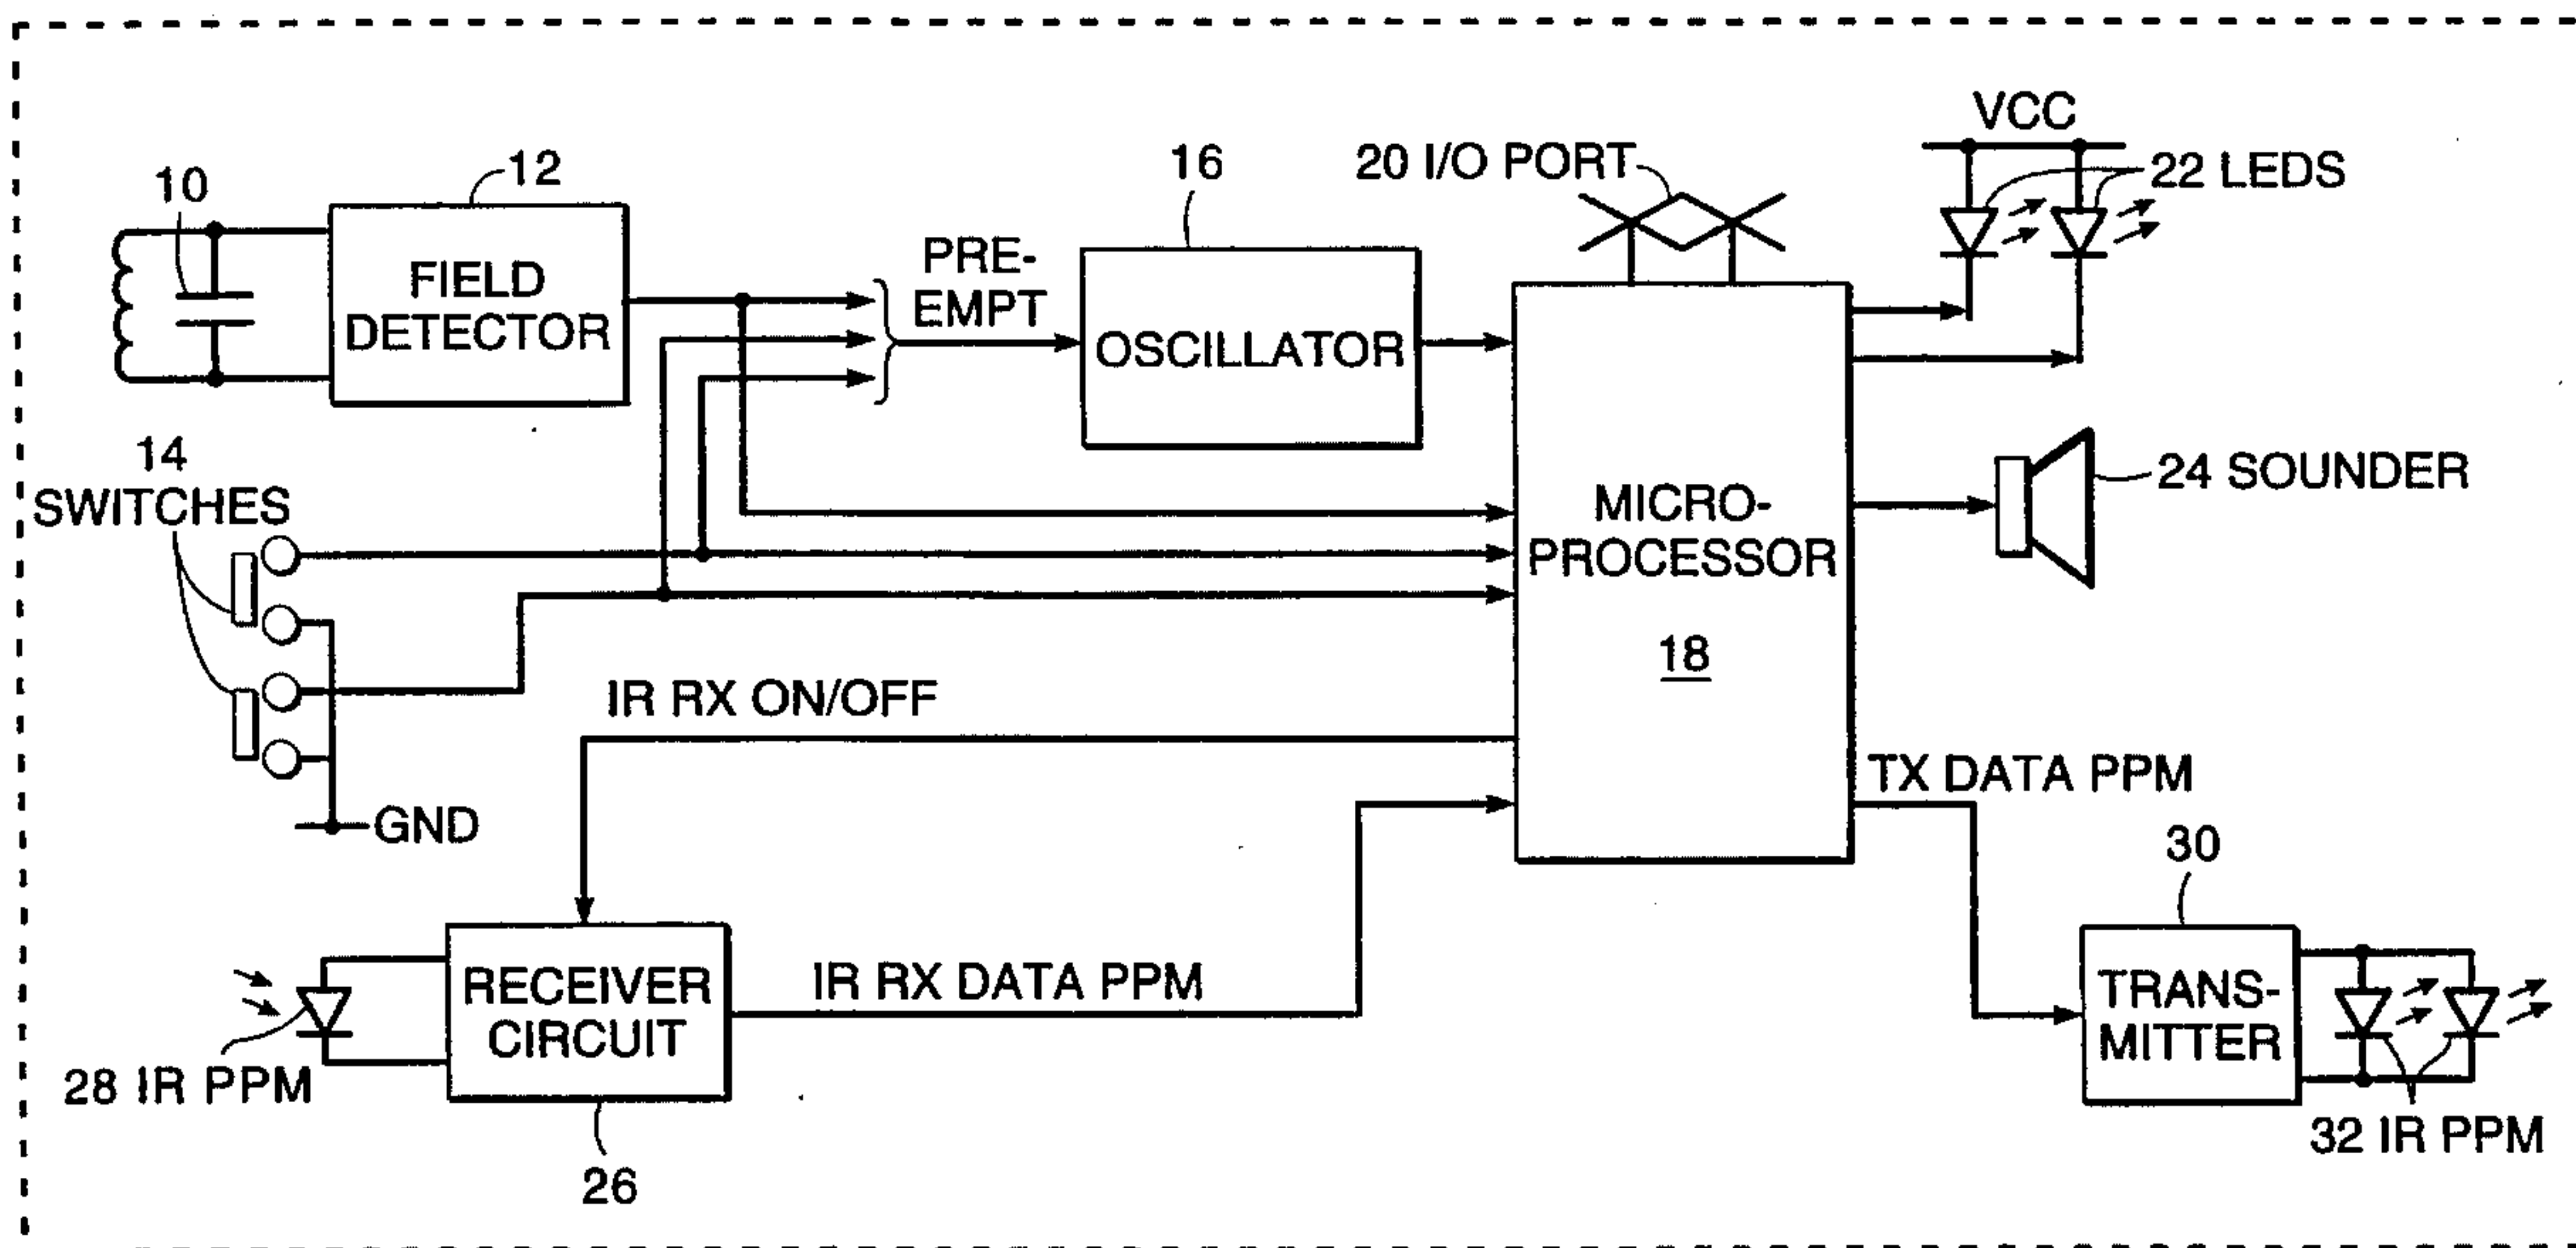 VCC
10
12
16
20 I/O PORT
22 LEDS
FIELD
DETECTOR
PRE-
EMPT
OSCILLATOR
14
SWITCHES
MICRO-
PROCESSOR
18
24 SOUNDER
IR RX ON/OFF
TX DATA PPM
GND
30
RECEIVER
CIRCUIT
IR RX DATA PPM
TRANS-
MITTER
28 IR PPM
26
32 IR PPM